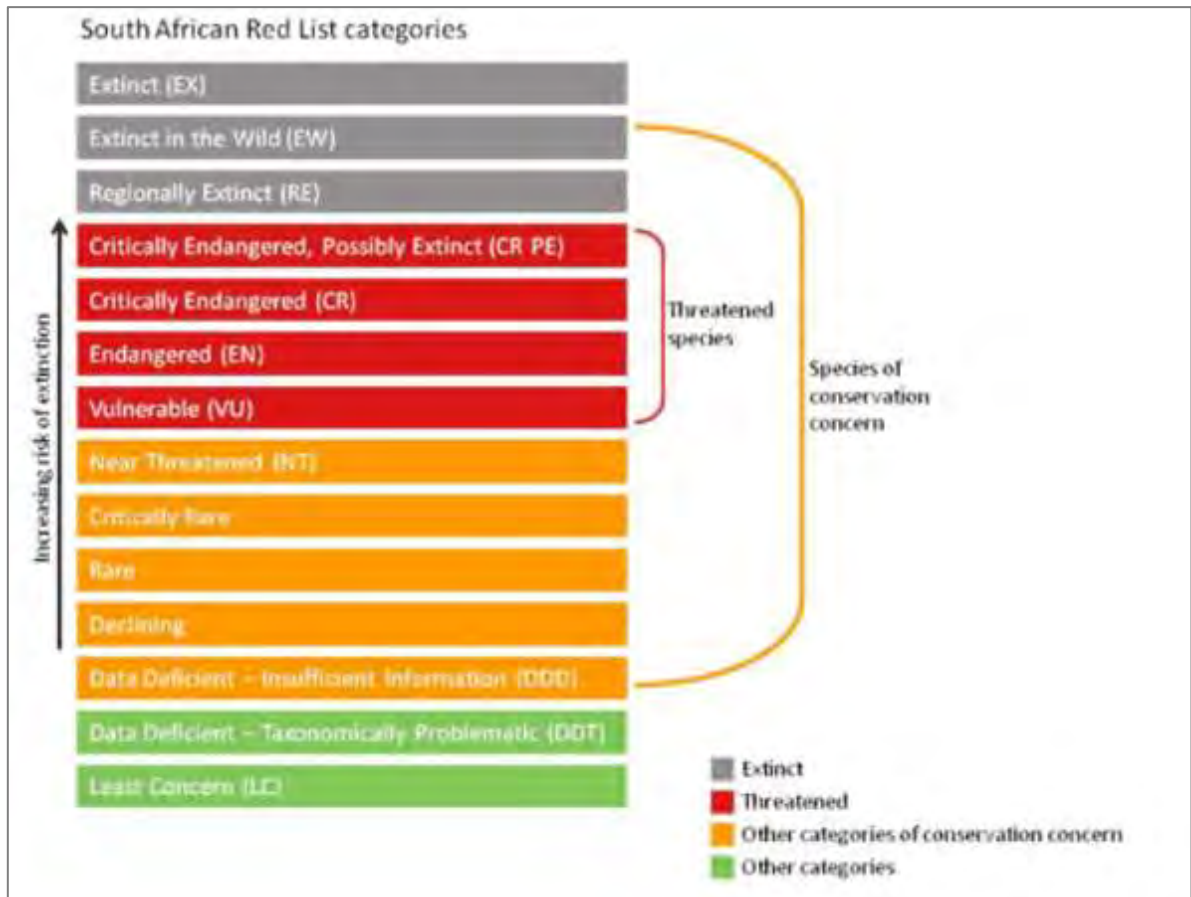 South African Red List categories
Extinct (EX)
Extinct in the Wild (EW)
Regionally Extinct (RE)
Critically Endangered, Possibly Extinct (CR PE)
Critically Endangered (CR)
Endangered (EN)
Vulnerable (VU)
Near Threatened (NT)
Critically Rare
Rare
Declining
Data Deficient – Insufficient Information (DDD)
Data Deficient – Taxonomically Problematic (DDT)
Least Concern (LC)
Increasing risk of extinction
Threatened
species
Species of
conservation
concern
Extinct
Threatened
Other categories of conservation concern
Other categories